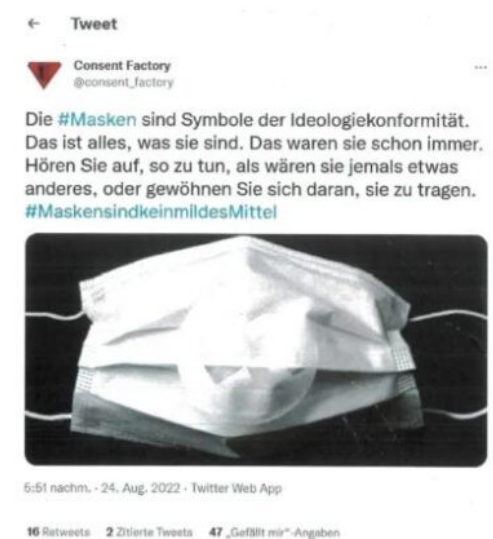 ← Tweet
Consent Factory
@consent_factory
Die #Masken sind Symbole der Ideologiekonformität.
Das ist alles, was sie sind. Das waren sie schon immer.
Hören Sie auf, so zu tun, als wären sie jemals etwas
anderes, oder gewöhnen Sie sich daran, sie zu tragen.
#MaskensindkeinmildesMittel
5:51 nachm. · 24. Aug. 2022 · Twitter Web App
16 Retweets 2 Zitierte Tweets 47 „Gefällt mir“-Angaben